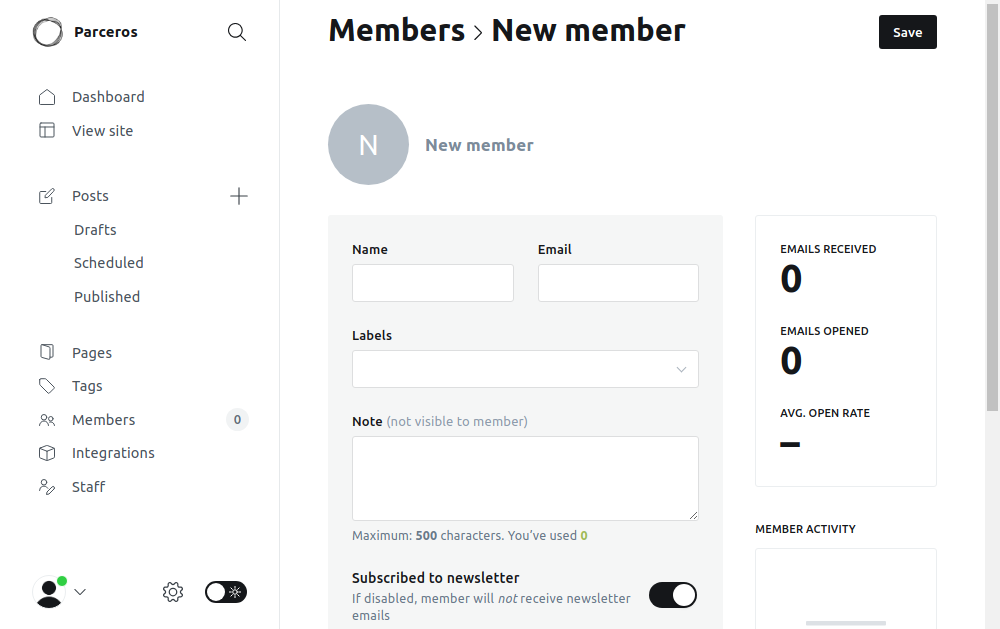 Parceros
Dashboard
View site
Posts
Drafts
Scheduled
Published
Pages
Tags
Members
0
Integrations
Staff
Members
New member
Save
N
New member
Name
Email
Labels
Note (not visible to member)
Maximum: 500 characters. You've used 0
Subscribed to newsletter
If disabled, member will not receive newsletter
emails
EMAILS RECEIVED
0
EMAILS OPENED
0
AVG. OPEN RATE
–
MEMBER ACTIVITY